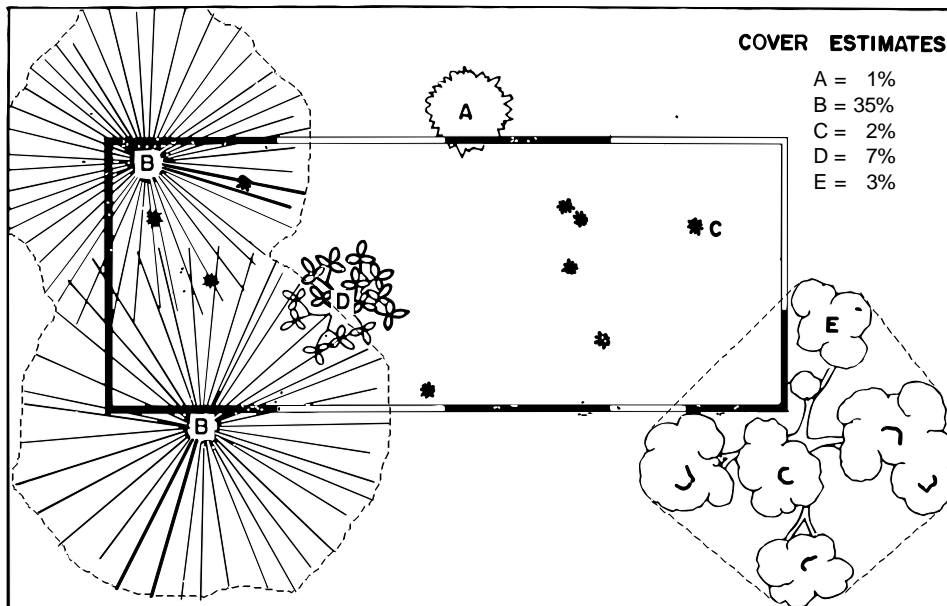 COVER ESTIMATES
A = 1%
B = 35%
C = 2%
D = 7%
E = 3%
A
B
C
D
E
B
C